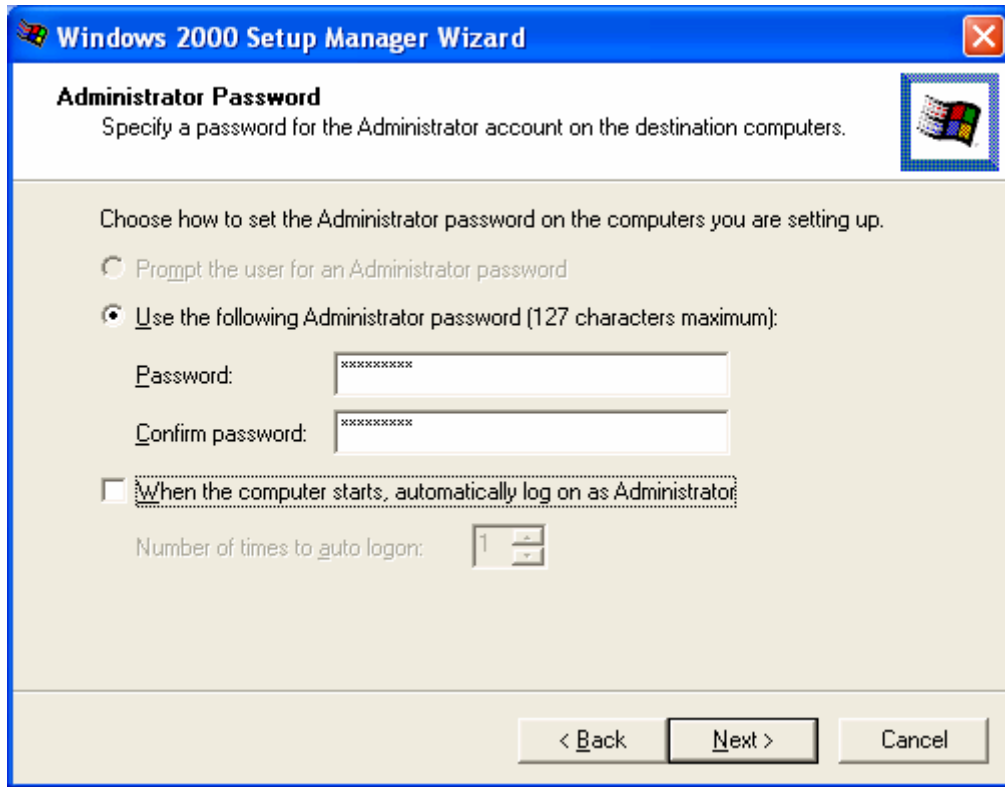 Windows 2000 Setup Manager Wizard
Administrator Password
Specify a password for the Administrator account on the destination computers.
Choose how to set the Administrator password on the computers you are setting up.
Prompt the user for an Administrator password
Use the following Administrator password (127 characters maximum):
Password: *********
Confirm password: *********
When the computer starts, automatically log on as Administrator
Number of times to auto logon: 1
< Back Next > Cancel